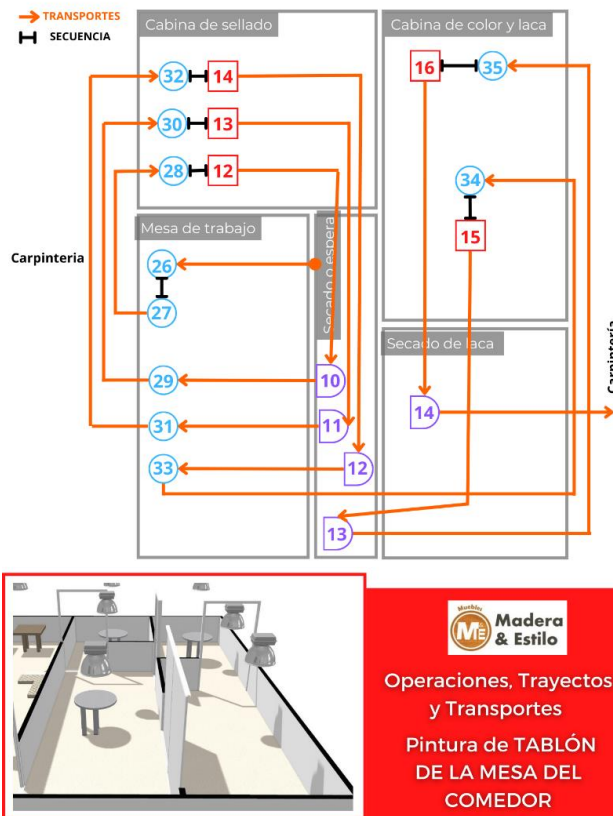 TRANSPORTES
SECUENCIA
Cabina de sellado
32
14
30
13
28
12
Cabina de color y laca
16
35
34
15
Carpinteria
Mesa de trabajo
26
27
29
31
33
Secado o espera
10
11
12
13
Secado de laca
14
Carpintería
Muebles
M&E
Madera
& Estilo
Operaciones, Trayectos
y Transportes
Pintura de TABLÓN
DE LA MESA DEL
COMEDOR